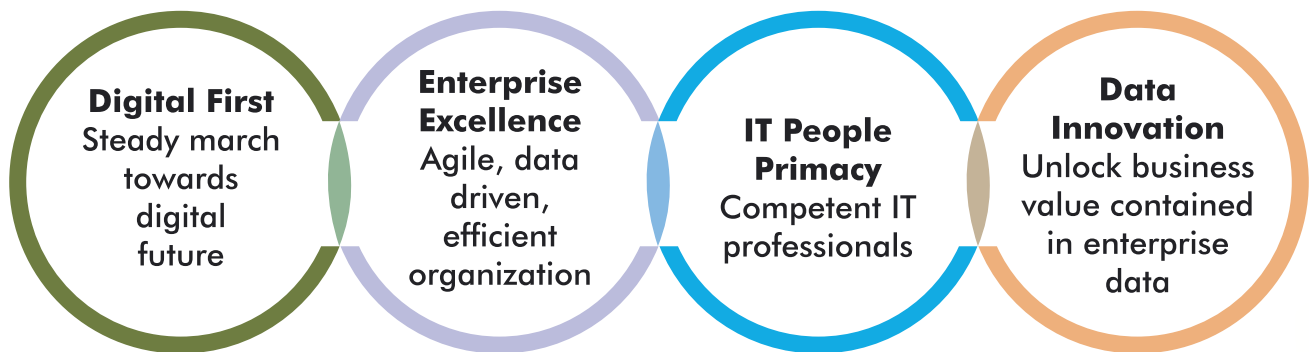 Digital First
Steady march
towards
digital
future
Enterprise
Excellence
Agile, data
driven,
efficient
organization
IT People
Primacy
Competent IT
professionals
Data
Innovation
Unlock business
value contained
in enterprise
data